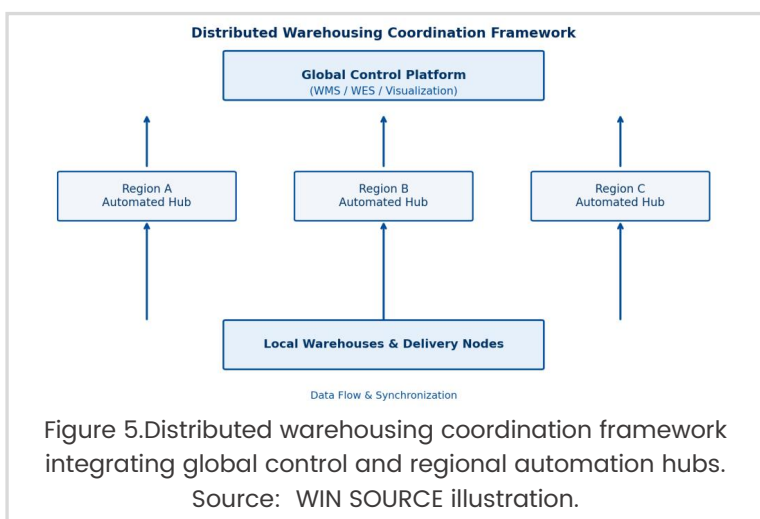 Distributed Warehousing Coordination Framework
Global Control Platform
(WMS / WES / Visualization)
Region A
Automated Hub
Region B
Automated Hub
Region C
Automated Hub
Local Warehouses & Delivery Nodes
Data Flow & Synchronization
Figure 5.Distributed warehousing coordination framework
integrating global control and regional automation hubs.
Source: WIN SOURCE illustration.